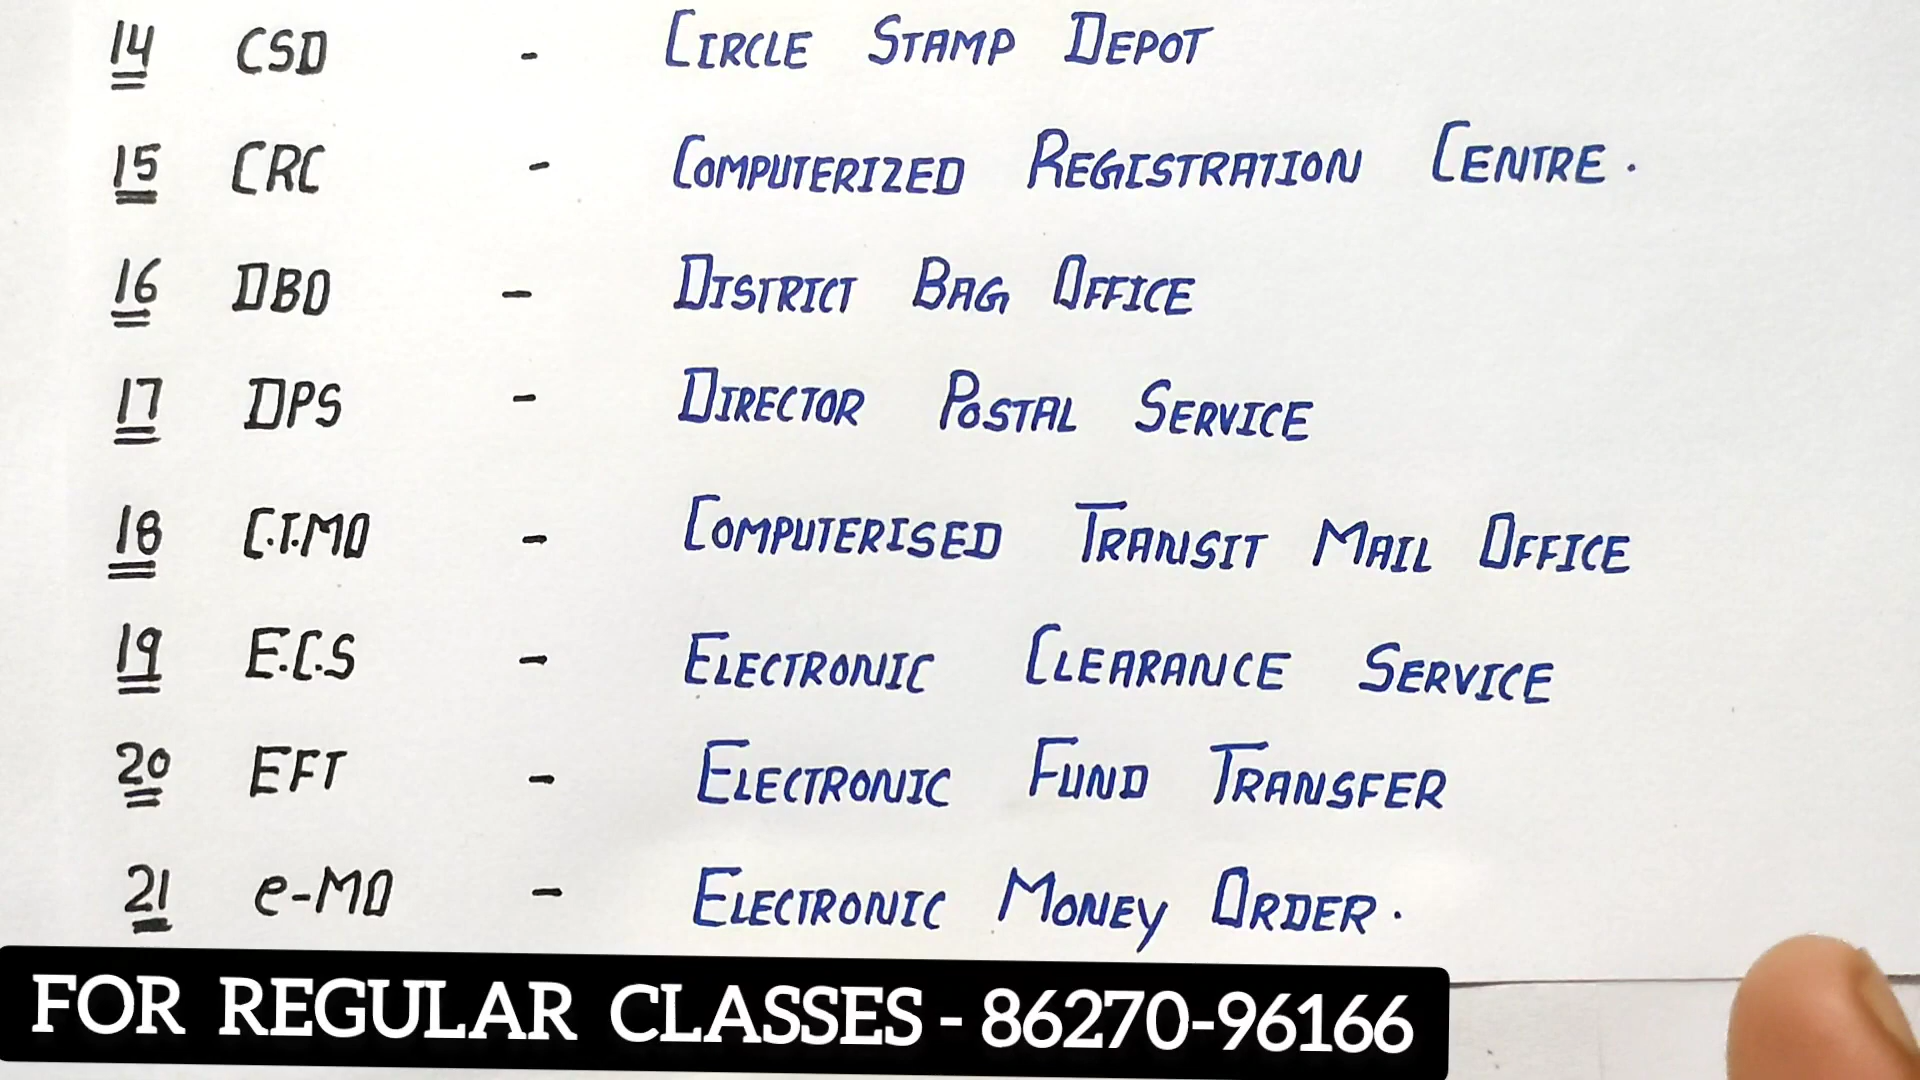 14 CSD - CIRCLE STAMP DEPOT
15 CRC - COMPUTERIZED REGISTRATION CENTRE.
16 DBO - DISTRICT BAG OFFICE
17 DPS - DIRECTOR POSTAL SERVICE
18 C.T.MO - COMPUTERISED TRANSIT MAIL OFFICE
19 E.C.S - ELECTRONIC CLEARANCE SERVICE
20 EFT - ELECTRONIC FUND TRANSFER
21 e-MO - ELECTRONIC MONEY ORDER.
FOR REGULAR CLASSES - 86270-96166